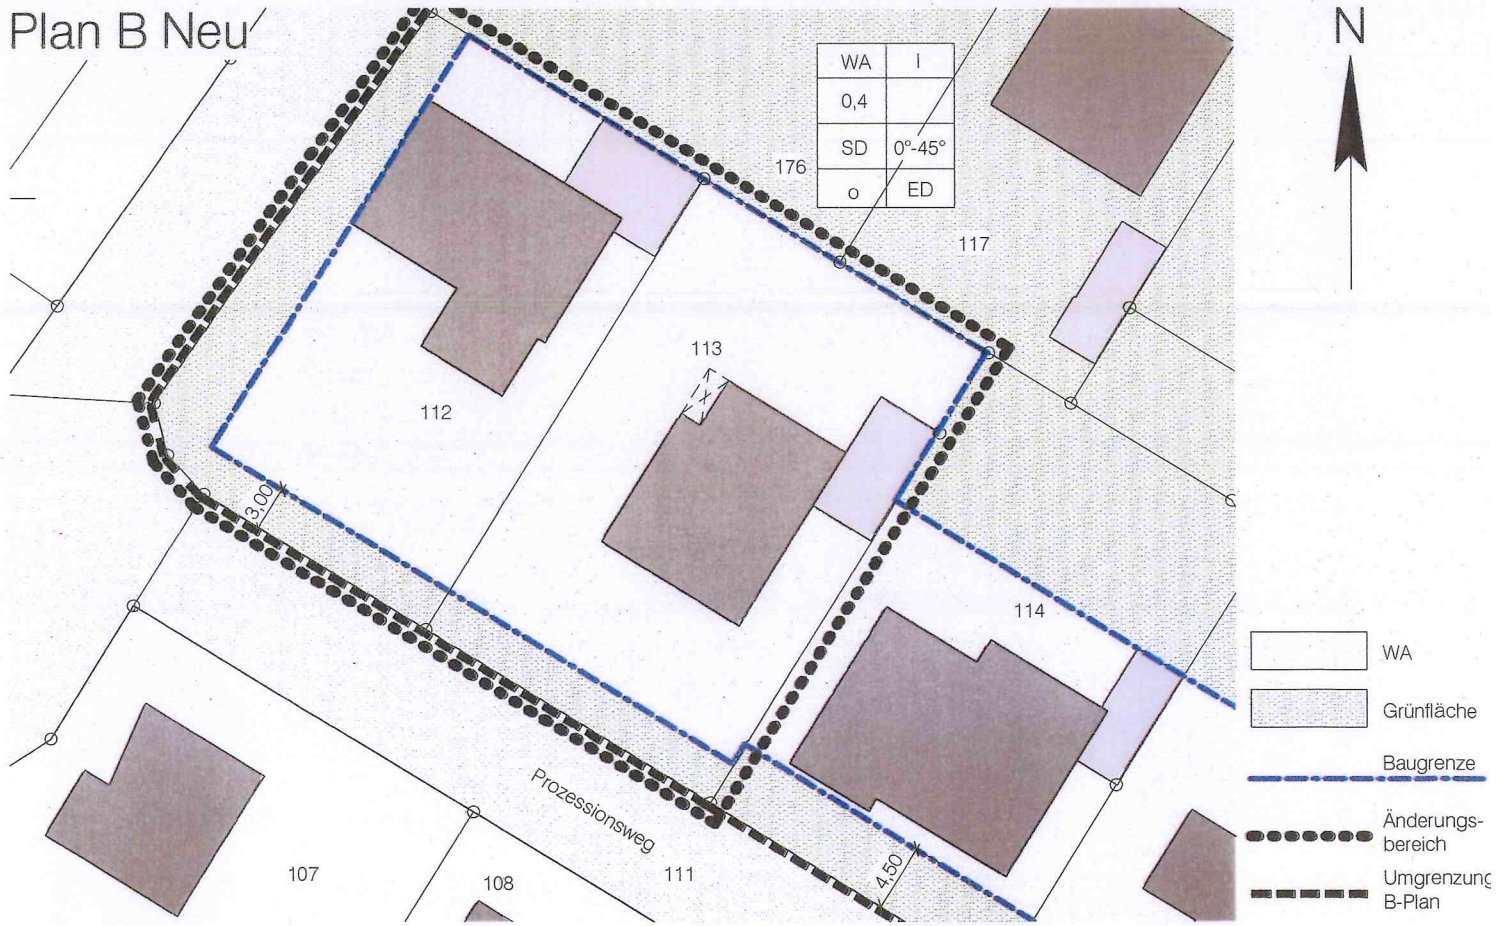 Plan B Neu
N
WA I
0,4
SD 0°-45°
o ED
176
117
113
112
3,00
114
WA
Grünfläche
Baugrenze
Änderungs-
bereich
Umgrenzung
B-Plan
Prozessionsweg
4,50
107
108
111